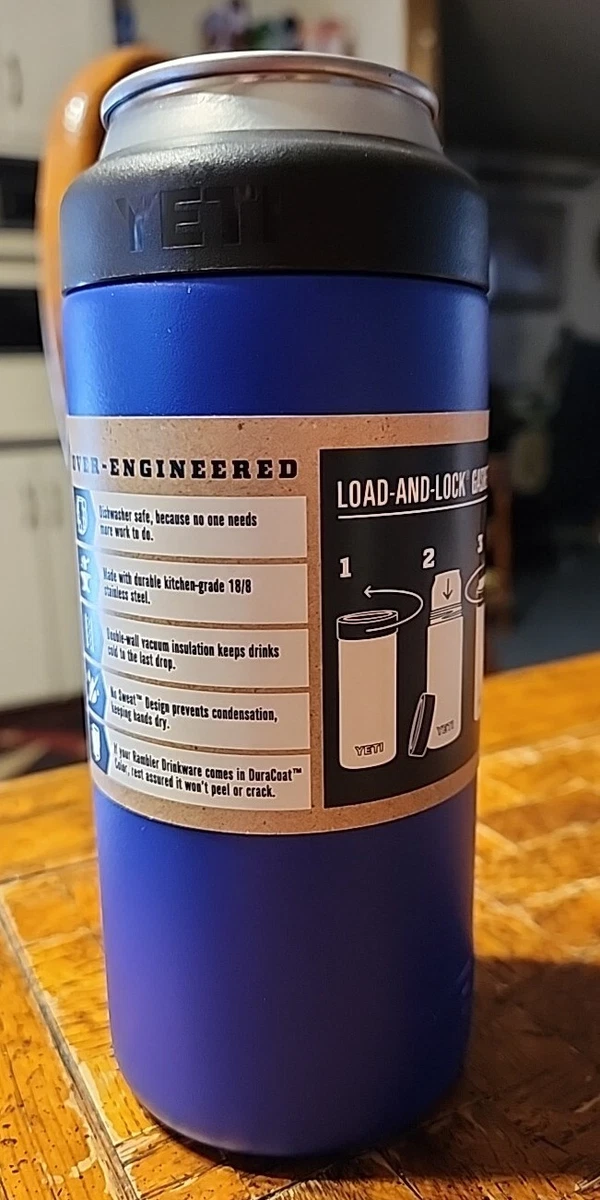 YETI
OVER-ENGINEERED
Dishwasher safe, because no one needs
more work to do.
Made with durable kitchen-grade 18/8
stainless steel.
Double-wall vacuum insulation keeps drinks
cold to the last drop.
No Sweat™ Design prevents condensation,
keeping hands dry.
If your Rambler Drinkware comes in DuraCoat™
Color, rest assured it won't peel or crack.
LOAD-AND-LOCK
1
2
3
YETI
YETI